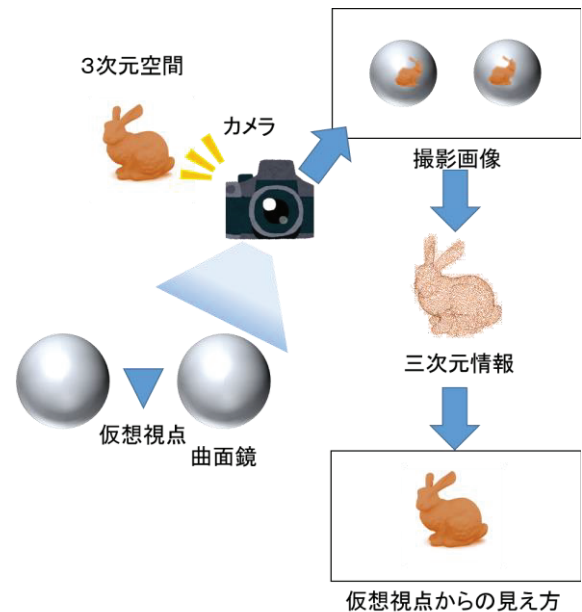 ３次元空間
カメラ
撮影画像
三次元情報
仮想視点
曲面鏡
仮想視点からの見え方